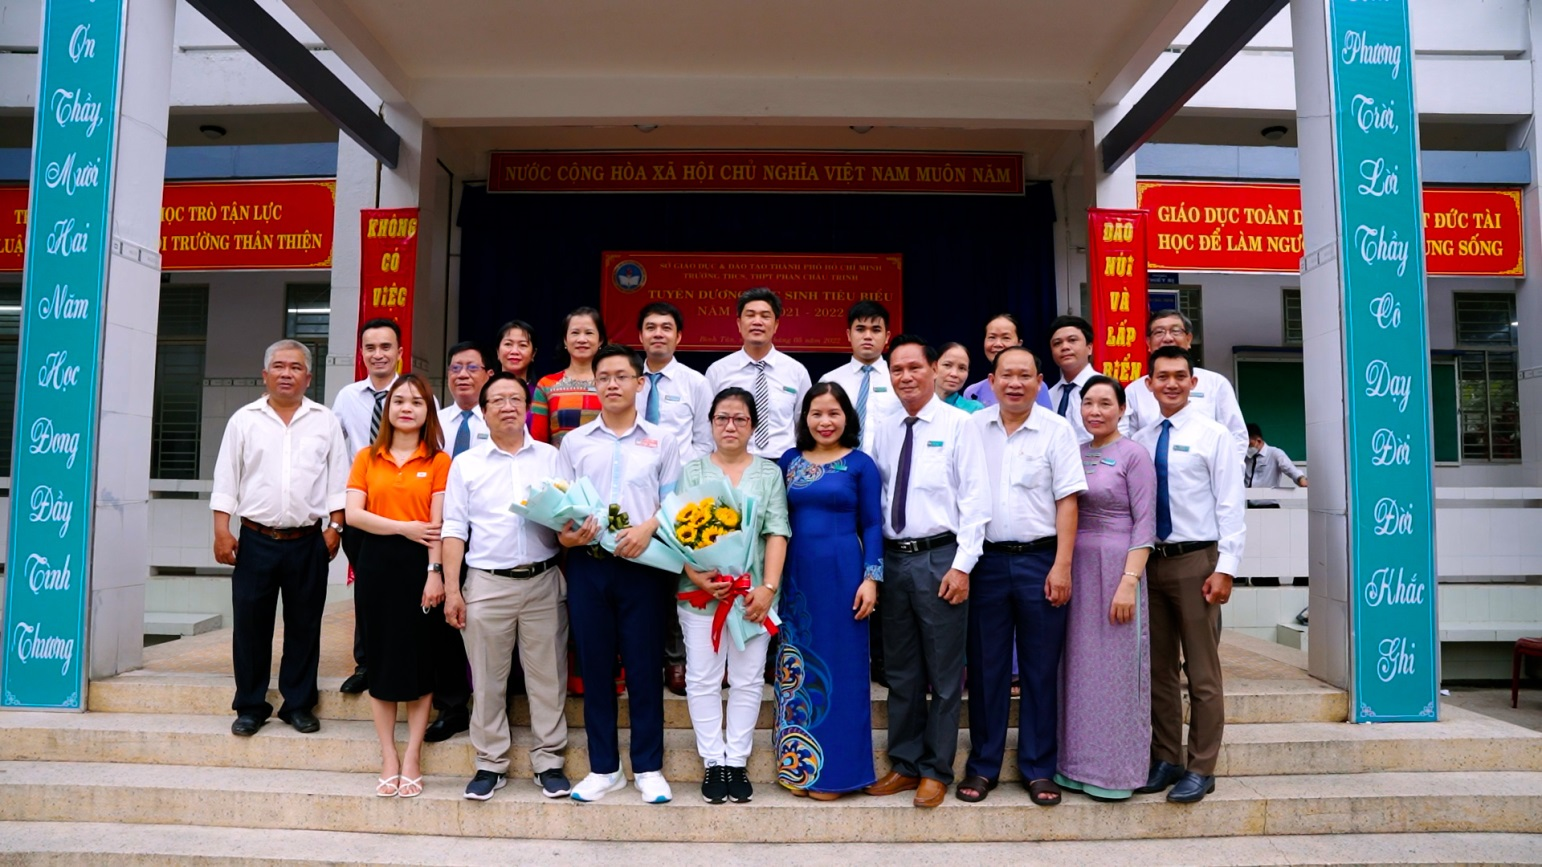 Ơn
Thầy,
Mười
Hai
Năm
Học
Đong
Đầy
Tình
Thương
HỌC TRÒ TẬN LỰC
TRƯỜNG THÂN THIỆN
KHÔNG
CÓ
VIỆC
NƯỚC CỘNG HÒA XÃ HỘI CHỦ NGHĨA VIỆT NAM MUÔN NĂM
SỞ GIÁO DỤC & ĐÀO TẠO THÀNH PHỐ HỒ CHÍ MINH
TRƯỜNG THCS, THPT PHAN CHÂU TRINH
TUYÊN DƯƠNG SINH TIÊU BIỂU
NĂM 2021 - 2022
Bình Tân, năm 2022
ĐÀO
NÚI
VÀ
LẤP
BIỂN
GIÁO DỤC TOÀN ĐỨC TÀI
HỌC ĐỂ LÀM SỐNG
Phương
Trời,
Lời
Thầy
Cô
Dạy
Đời
Đời
Khắc
Ghi